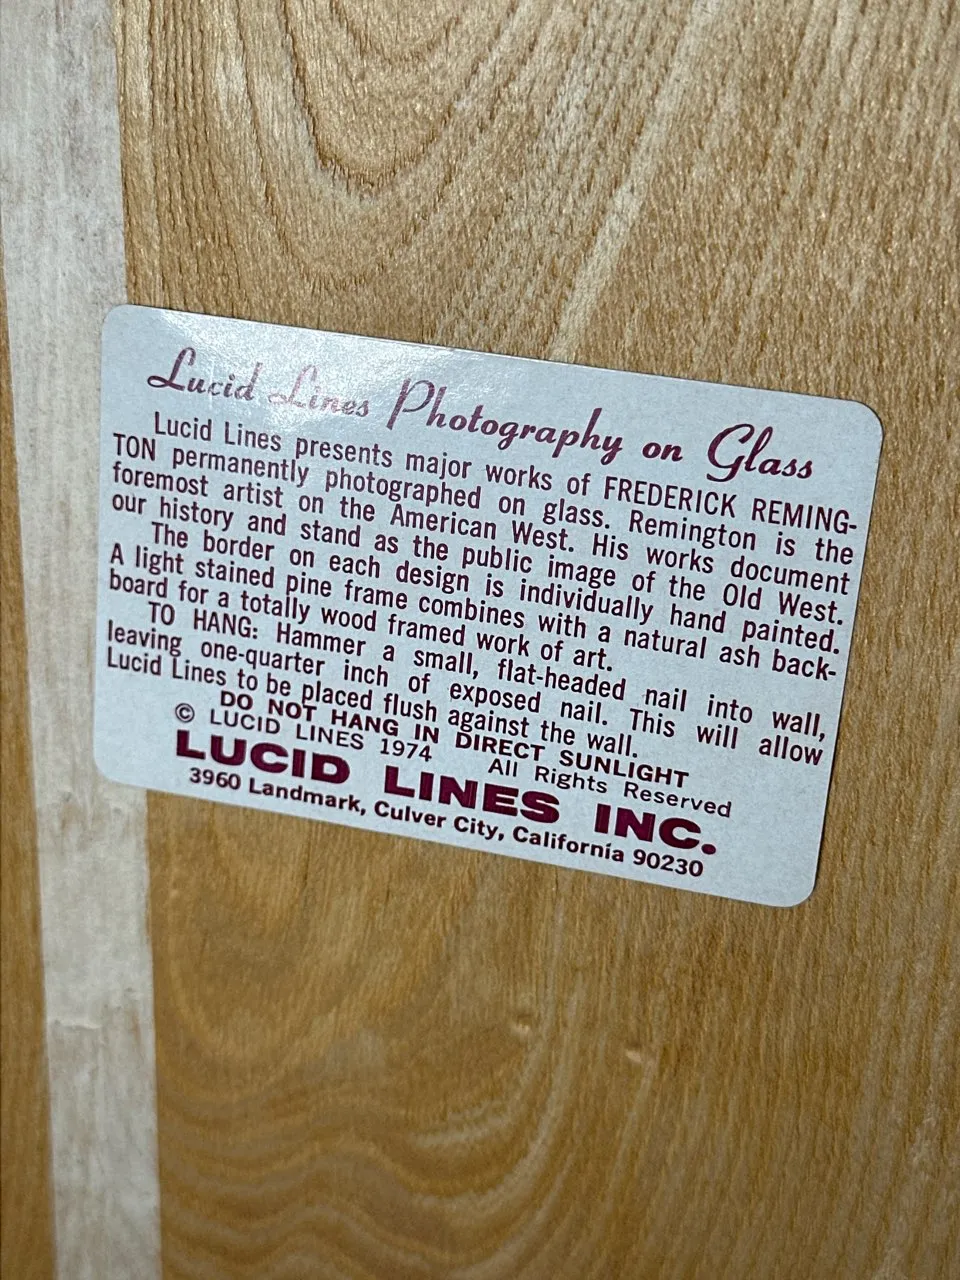 Lucid Lines Photography on Glass
Lucid Lines presents major works of FREDERICK REMING-
TON permanently photographed on glass. Remington is the
foremost artist on the American West. His works document
our history and stand as the public image of the Old West.
The border on each design is individually hand painted.
A light stained pine frame combines with a natural ash back-
board for a totally wood framed work of art.
TO HANG: Hammer a small, flat-headed nail into wall,
leaving one-quarter inch of exposed nail. This will allow
Lucid Lines to be placed flush against the wall.
DO NOT HANG IN DIRECT SUNLIGHT
© LUCID LINES 1974 All Rights Reserved
LUCID LINES INC.
3960 Landmark, Culver City, California 90230